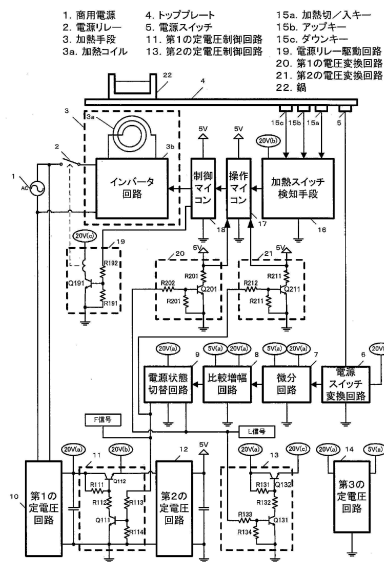 1. 商用電源
2. 電源リレー
3. 加熱手段
3a. 加熱コイル
4. トッププレート
5. 電源スイッチ
11. 第1の定電圧制御回路
13. 第2の定電圧制御回路
15a. 加熱切/入キー
15b. アップキー
15c. ダウンキー
19. 電源リレー駆動回路
20. 第1の電圧変換回路
21. 第2の電圧変換回路
22. 鍋
22
4
3
3a
3b
15c 15b 15a
5
2
1
AC
インバータ回路
5V
制御マイコン
18
5V
操作マイコン
17
20V(b)
加熱スイッチ検知手段
16
20V(c)
19
R192
Q191
R191
20
5V
R201
R202
Q201
R201
21
5V
R211
R212
Q211
R211
20V(a)
電源状態切替回路
9
5V(a) 20V(a)
比較増幅回路
8
5V(a) 20V(a)
微分回路
7
電源スイッチ変換回路
6
F信号
L信号
10
第1の定電圧回路
20V(a)
11
20V(b)
R111
Q112
R112
R113
Q111
R114
12
第2の定電圧回路
5V
20V(a)
13
20V(c)
R131
Q132
R132
R133
R134
Q131
20V(a)
14
5V(a)
第3の定電圧回路